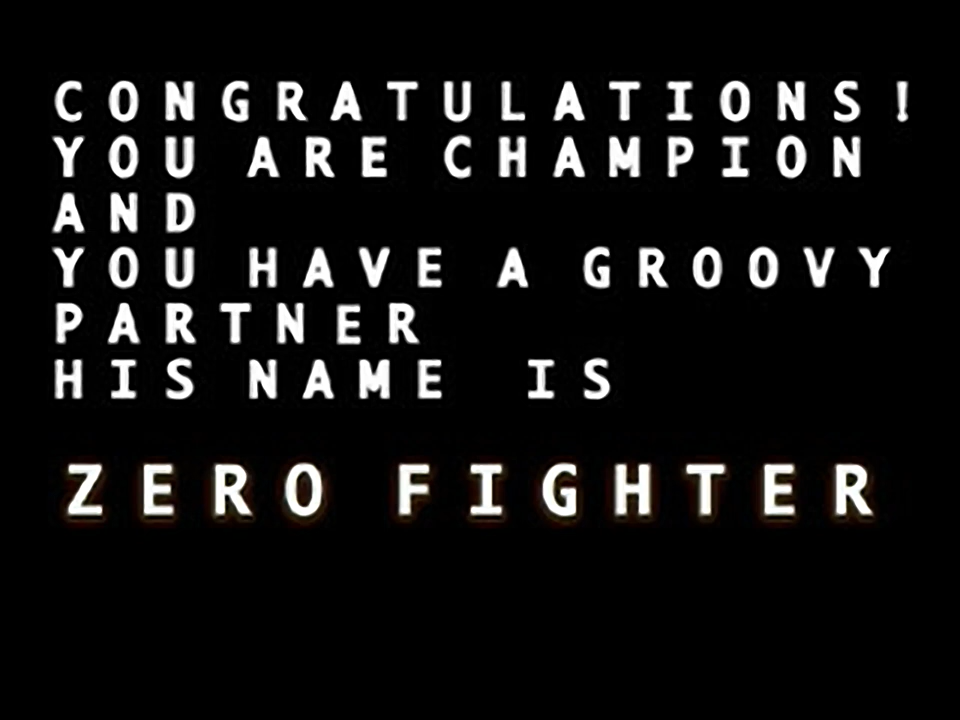 CONGRATULATIONS!
YOU ARE CHAMPION
AND
YOU HAVE A GROOVY
PARTNER
HIS NAME IS
ZERO FIGHTER